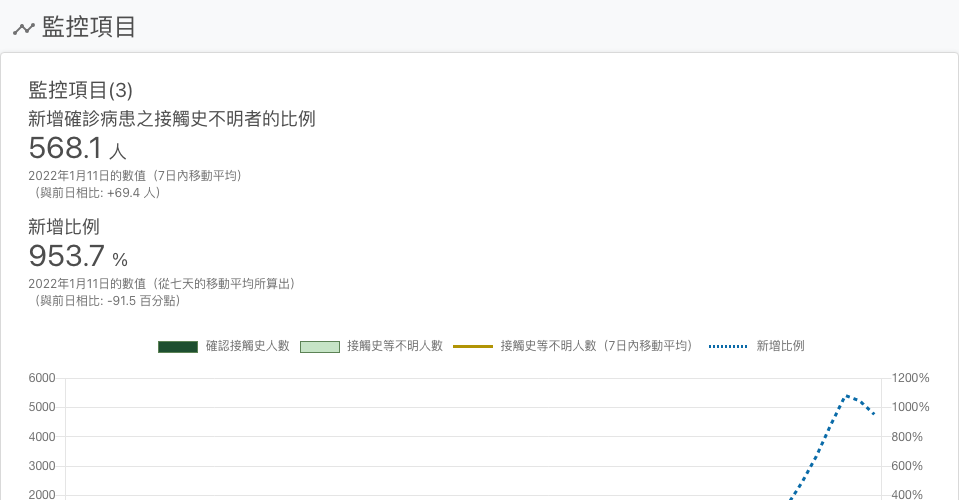 監控項目
監控項目(3)
新增確診病患之接觸史不明者的比例
568.1 人
2022年1月11日的數值（7日內移動平均）
（與前日相比: +69.4 人）
新增比例
953.7 %
2022年1月11日的數值（從七天的移動平均所算出）
（與前日相比: -91.5 百分點）
確認接觸史人數 接觸史等不明人數 接觸史等不明人數（7日內移動平均） 新增比例
6000 1200%
5000 1000%
4000 800%
3000 600%
2000 400%